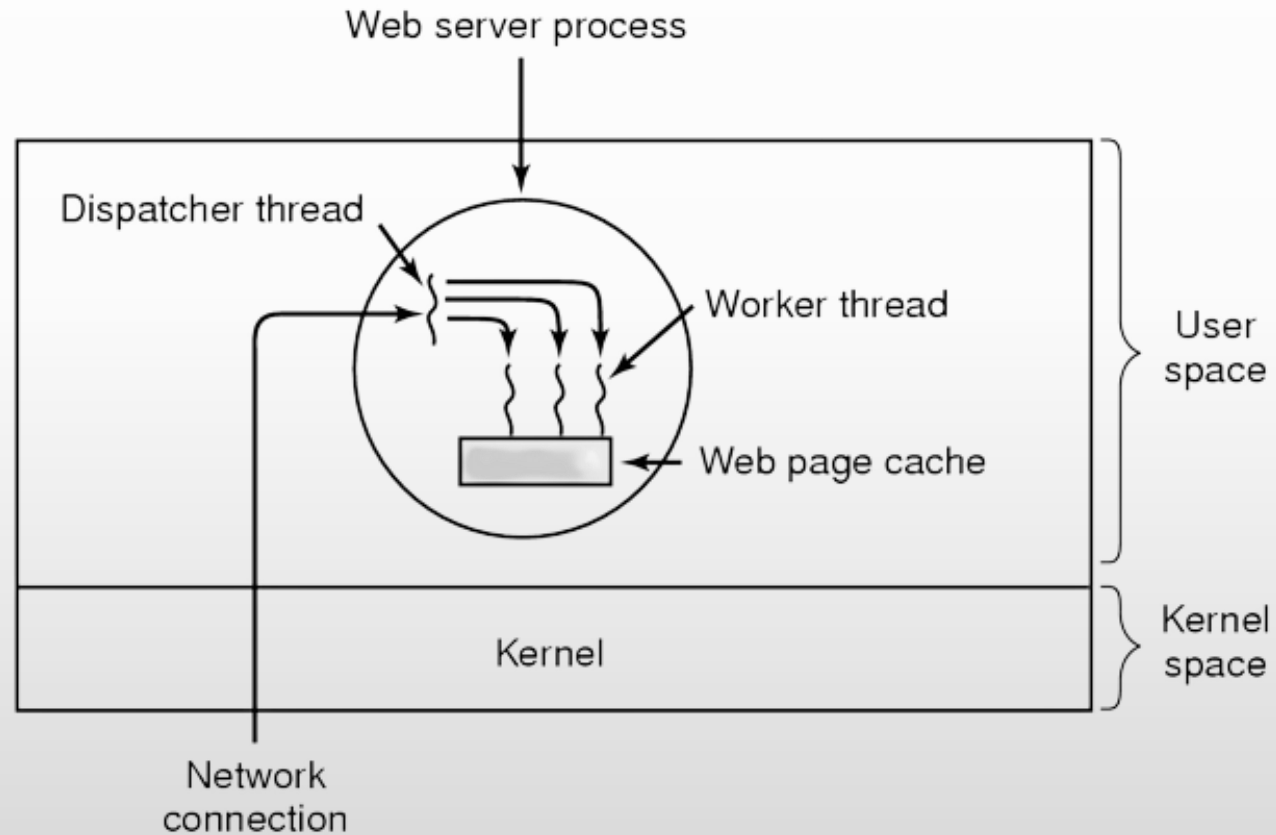 Web server process
Dispatcher thread
Worker thread
User
space
Web page cache
Kernel
Kernel
space
Network
connection